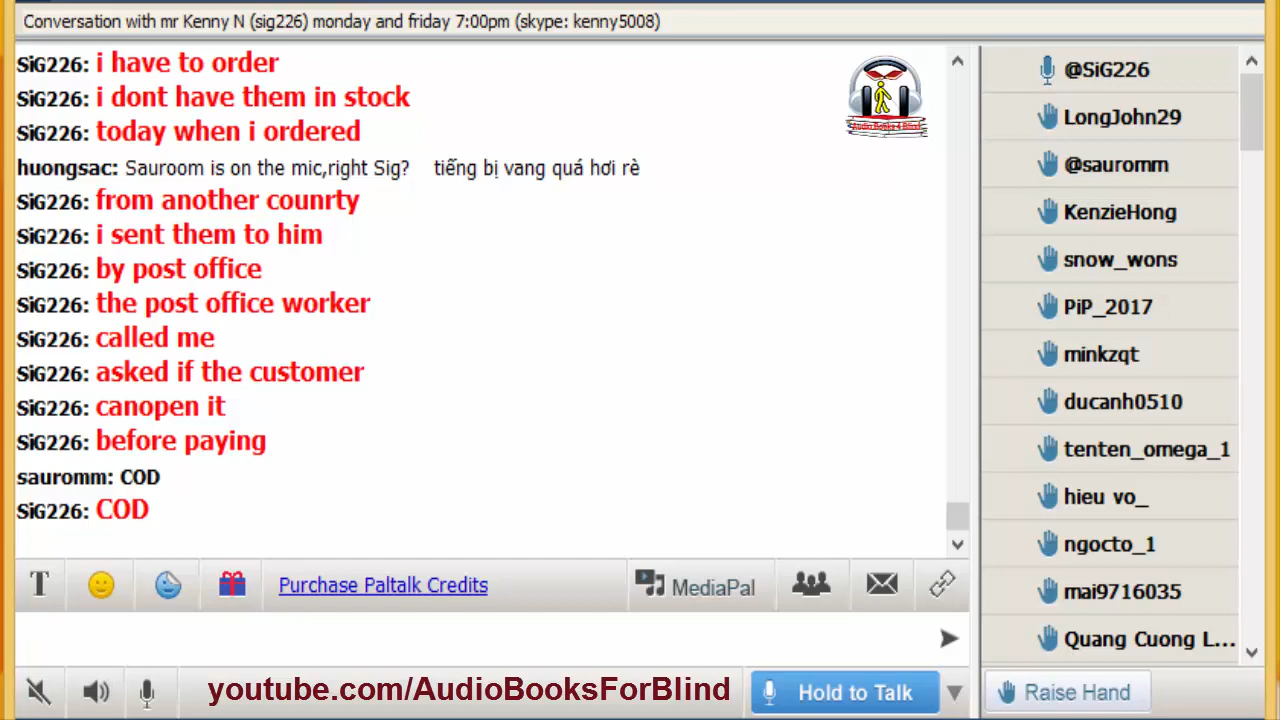 Conversation with mr Kenny N (sig226) monday and friday 7:00pm (skype: kenny5008)
SiG226: i have to order
SiG226: i dont have them in stock
SiG226: today when i ordered
huongsac: Sauroom is on the mic,right Sig? tiếng bị vang quá hơi rè
SiG226: from another counrty
SiG226: i sent them to him
SiG226: by post office
SiG226: the post office worker
SiG226: called me
SiG226: asked if the customer
SiG226: canopen it
SiG226: before paying
sauromm: COD
SiG226: COD
Audio Books 4 Blind
@SiG226
LongJohn29
@sauromm
KenzieHong
snow_wons
PiP_2017
minkzqt
ducanh0510
tenten_omega_1
hieu vo_
ngocto_1
mai9716035
Quang Cuong L...
T
Purchase Paltalk Credits
MediaPal
youtube.com/AudioBooksForBlind
Hold to Talk
Raise Hand